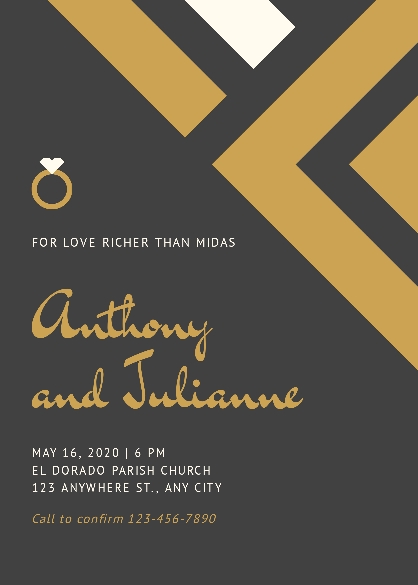 FOR LOVE RICHER THAN MIDAS
Anthony
and Julianne
MAY 16, 2020 | 6 PM
EL DORADO PARISH CHURCH
123 ANYWHERE ST., ANY CITY
Call to confirm 123-456-7890